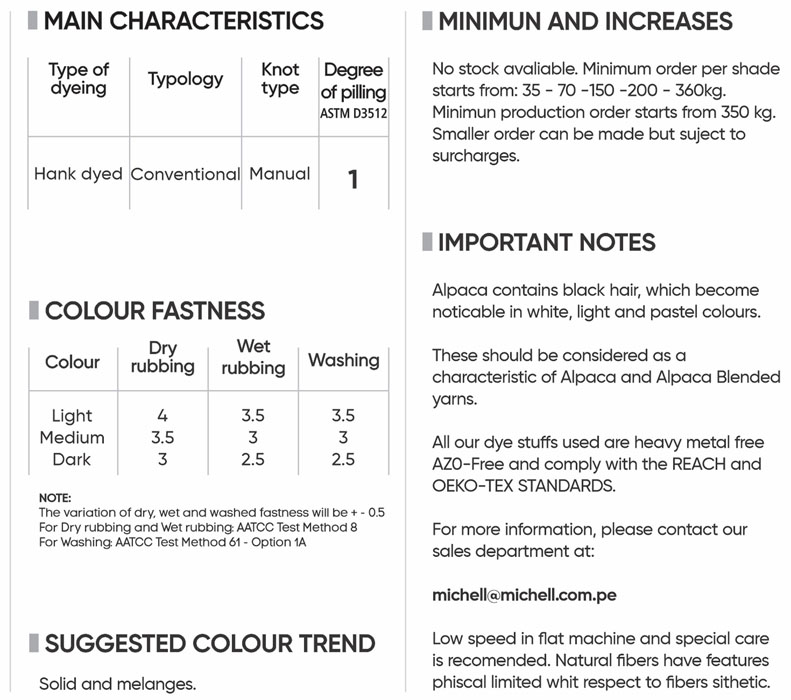 MAIN CHARACTERISTICS
Type of dyeing Typology Knot type Degree of pilling ASTM D3512
Hank dyed Conventional Manual 1
COLOUR FASTNESS
Colour Dry rubbing Wet rubbing Washing
Light 4 3.5 3.5
Medium 3.5 3 3
Dark 3 2.5 2.5
NOTE:
The variation of dry, wet and washed fastness will be + - 0.5
For Dry rubbing and Wet rubbing: AATCC Test Method 8
For Washing: AATCC Test Method 61 - Option 1A
SUGGESTED COLOUR TREND
Solid and melanges.
MINIMUN AND INCREASES
No stock avaliable. Minimum order per shade
starts from: 35 - 70 -150 -200 - 360kg.
Minimun production order starts from 350 kg.
Smaller order can be made but suject to
surcharges.
IMPORTANT NOTES
Alpaca contains black hair, which become
noticable in white, light and pastel colours.
These should be considered as a
characteristic of Alpaca and Alpaca Blended
yarns.
All our dye stuffs used are heavy metal free
AZO-Free and comply with the REACH and
OEKO-TEX STANDARDS.
For more information, please contact our
sales department at:
michell@michell.com.pe
Low speed in flat machine and special care
is recomended. Natural fibers have features
phiscal limited whit respect to fibers sithetic.